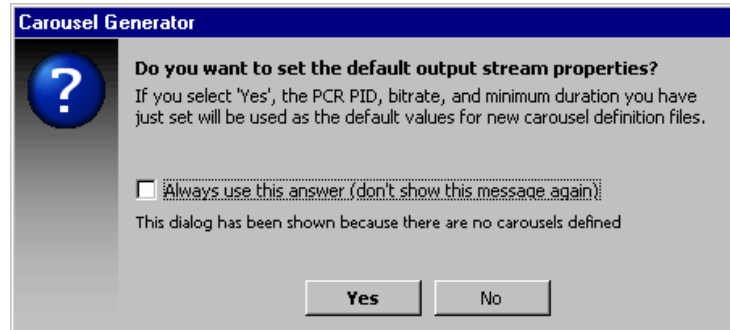 Carousel Generator
?
Do you want to set the default output stream properties?
If you select 'Yes', the PCR PID, bitrate, and minimum duration you have
just set will be used as the default values for new carousel definition files.
Always use this answer (don't show this message again)
This dialog has been shown because there are no carousels defined
Yes No